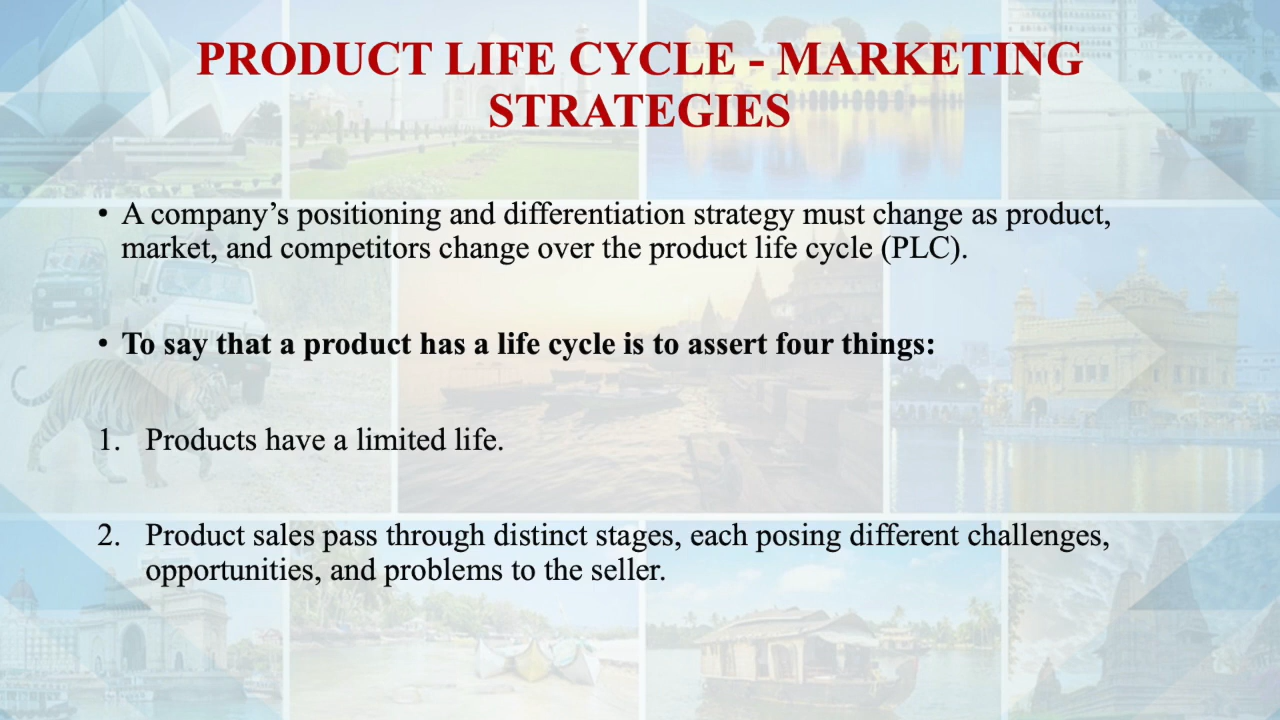 PRODUCT LIFE CYCLE - MARKETING
STRATEGIES
• A company’s positioning and differentiation strategy must change as product,
market, and competitors change over the product life cycle (PLC).
• To say that a product has a life cycle is to assert four things:
1. Products have a limited life.
2. Product sales pass through distinct stages, each posing different challenges,
opportunities, and problems to the seller.